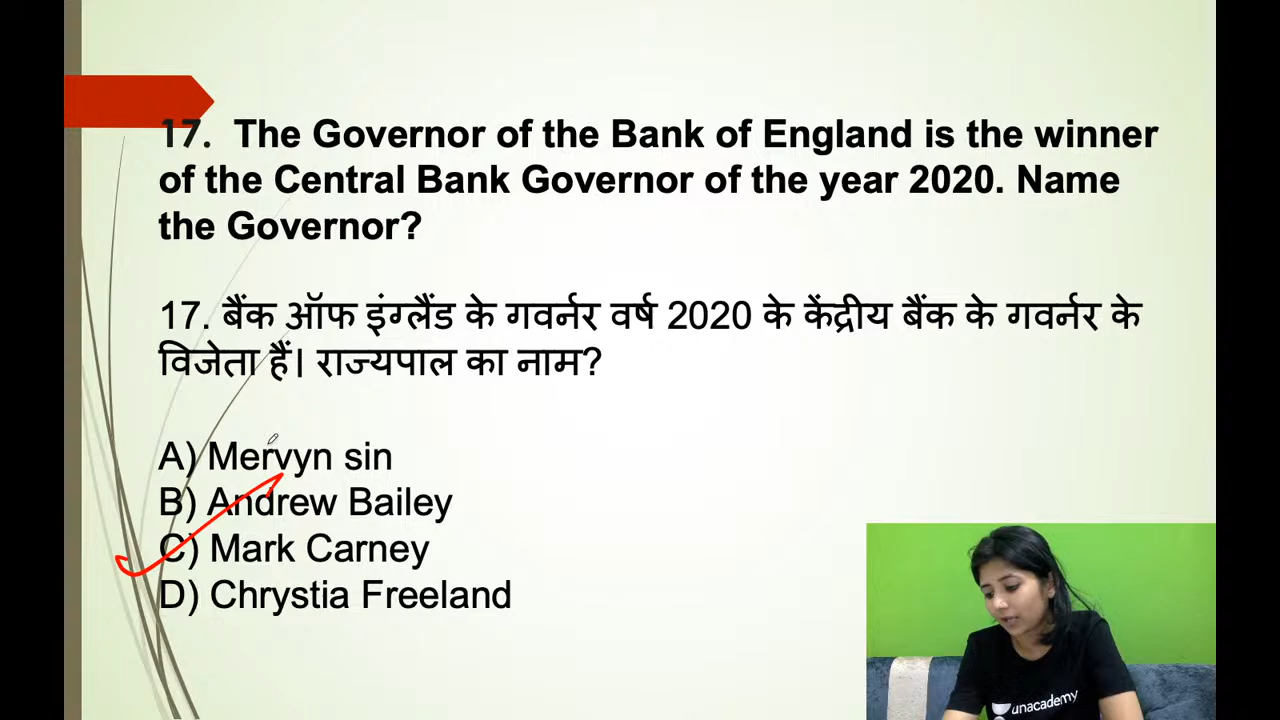 17. The Governor of the Bank of England is the winner
of the Central Bank Governor of the year 2020. Name
the Governor?
17. बैंक ऑफ इंग्लैंड के गवर्नर वर्ष 2020 के केंद्रीय बैंक के गवर्नर के
विजेता हैं। राज्यपाल का नाम?
A) Mervyn sin
B) Andrew Bailey
C) Mark Carney
D) Chrystia Freeland
unacademy